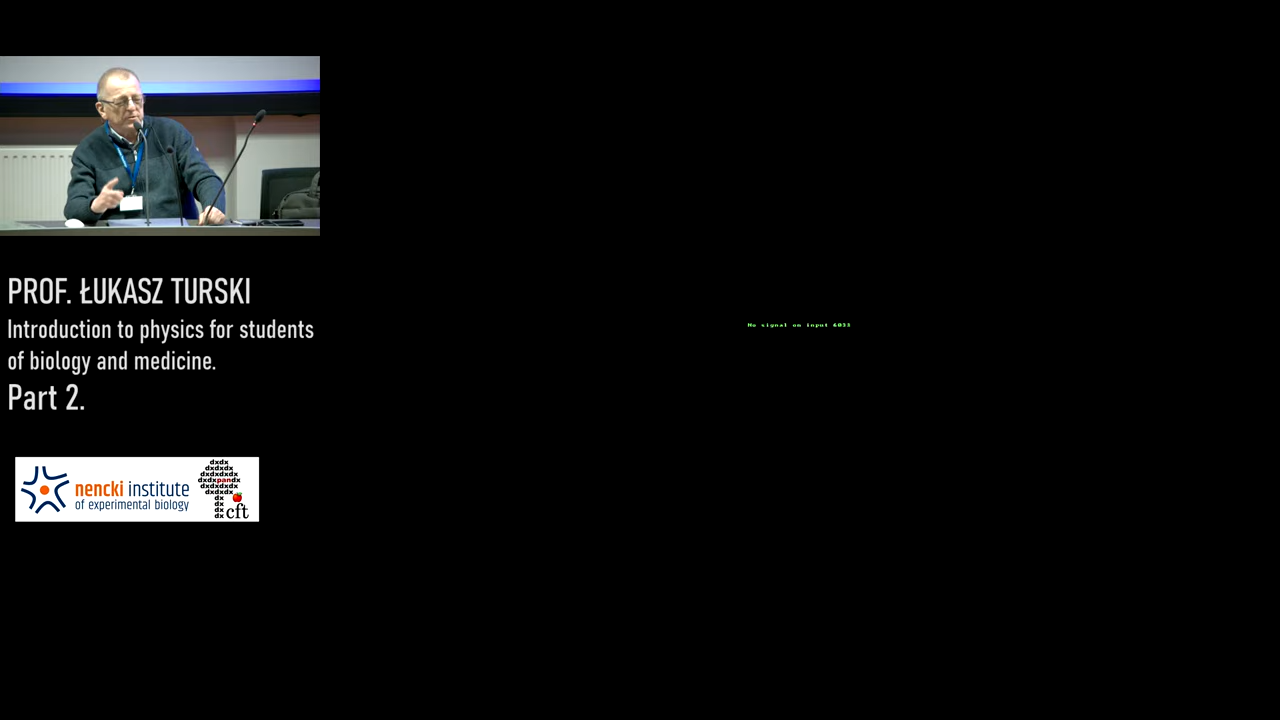 PROF. ŁUKASZ TURSKI
Introduction to physics for students
of biology and medicine.
Part 2.
No signal on input
nencki institute
of experimental biology
dxdx
dxdxdx
dxdxdxdx
dxdxpandx
dxdxdxdx
dxdxdx
dx
dx
dx
dx
cft